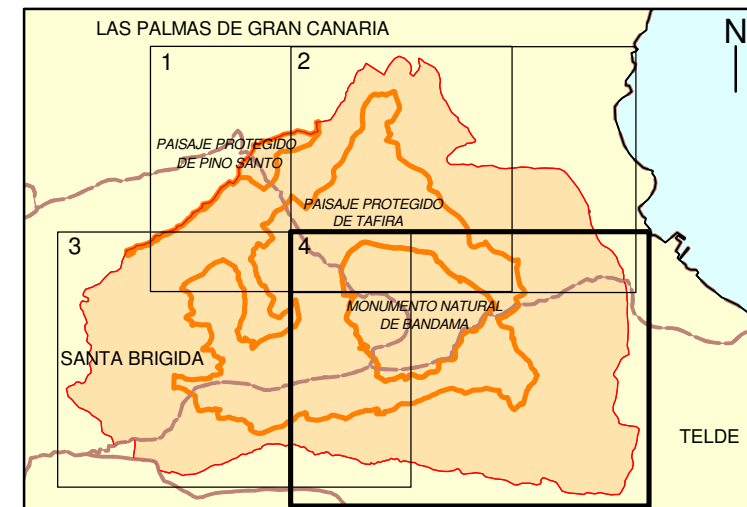 LAS PALMAS DE GRAN CANARIA
N
1
2
PAISAJE PROTEGIDO
DE PINO SANTO
PAISAJE PROTEGIDO
DE TAFIRA
3
4
MONUMENTO NATURAL
DE BANDAMA
SANTA BRIGIDA
TELDE